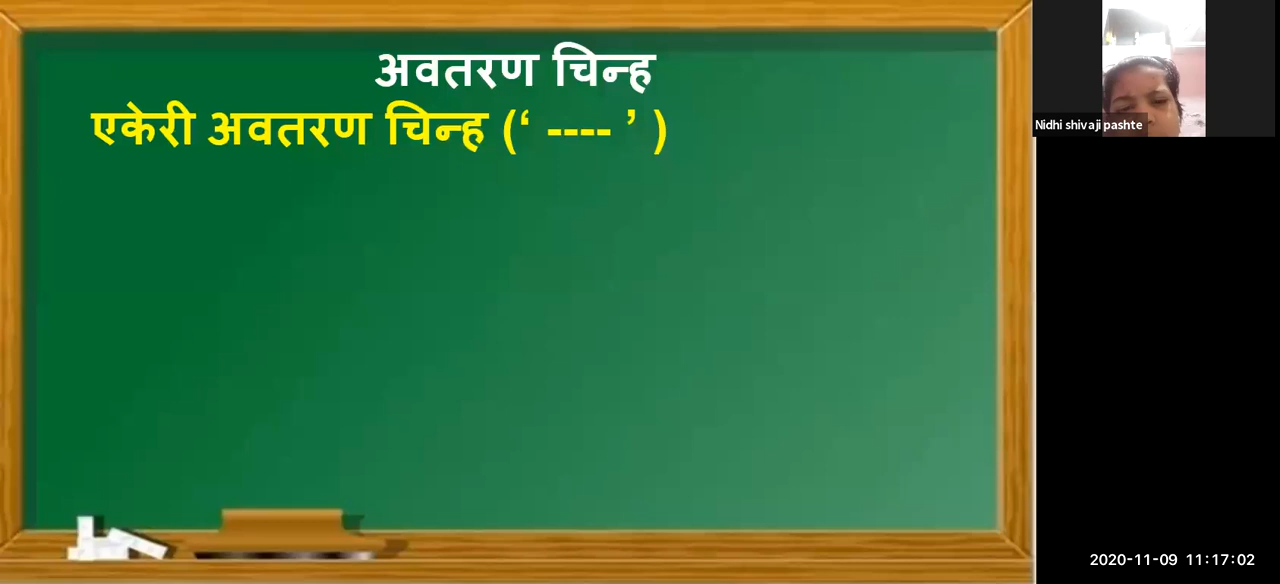 अवतरण चिन्ह
एकेरी अवतरण चिन्ह (‘ ---- ’ )
Nidhi shivaji pashte
2020-11-09 11:17:02